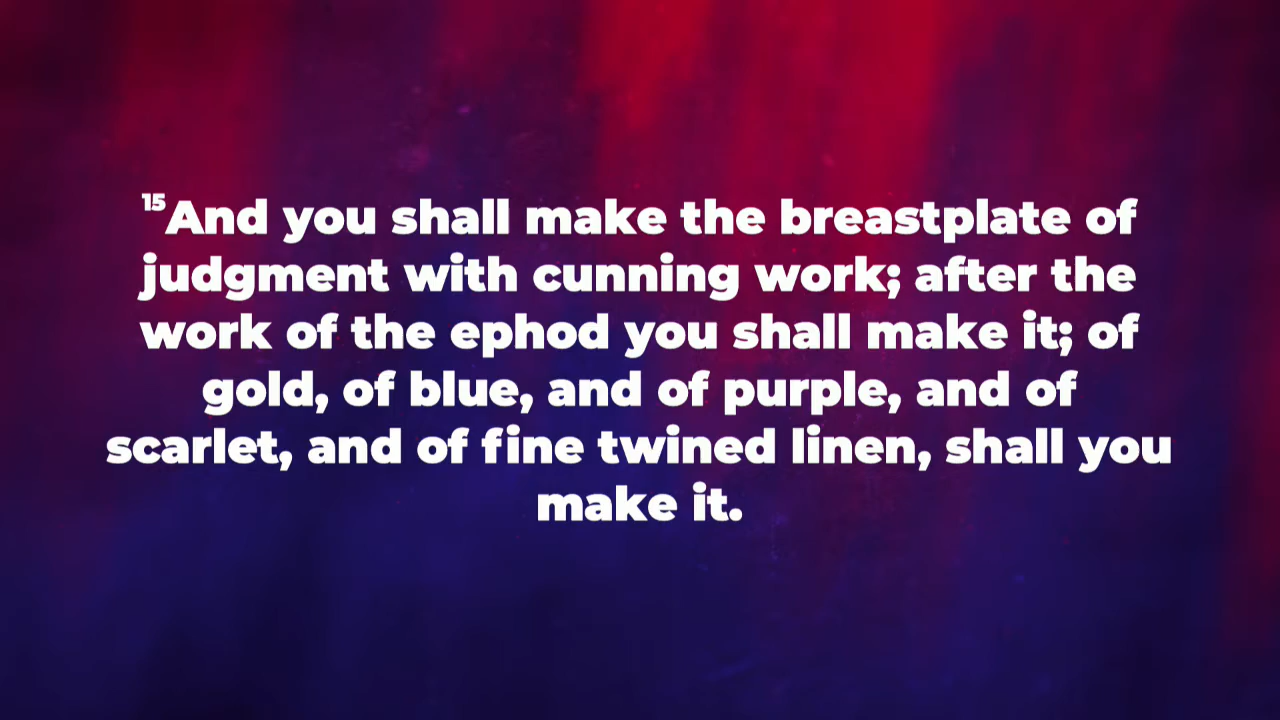 15And you shall make the breastplate of
judgment with cunning work; after the
work of the ephod you shall make it; of
gold, of blue, and of purple, and of
scarlet, and of fine twined linen, shall you
make it.